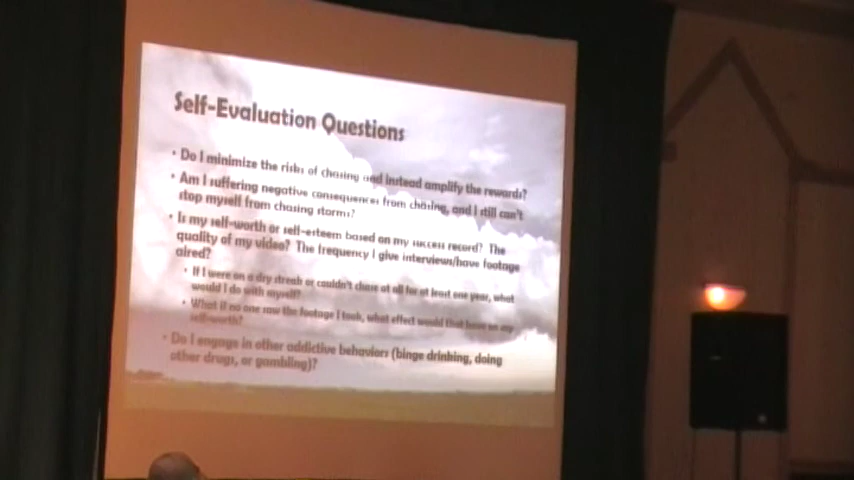 Self-Evaluation Questions
• Do I minimize the risks of chasing and instead amplify the rewards?
• Am I suffering negative consequences from chasing, and I still can't
stop myself from chasing storms?
• Is my self-worth or self-esteem based on my success record? The
quality of my video? The frequency I give interviews/have footage
aired?
• If I were on a dry streak or couldn't chase at all for at least one year, what
would I do with myself?
• What if no one saw the footage I took, what effect would that have on my
self-worth?
• Do I engage in other addictive behaviors (binge drinking, doing
other drugs, or gambling)?